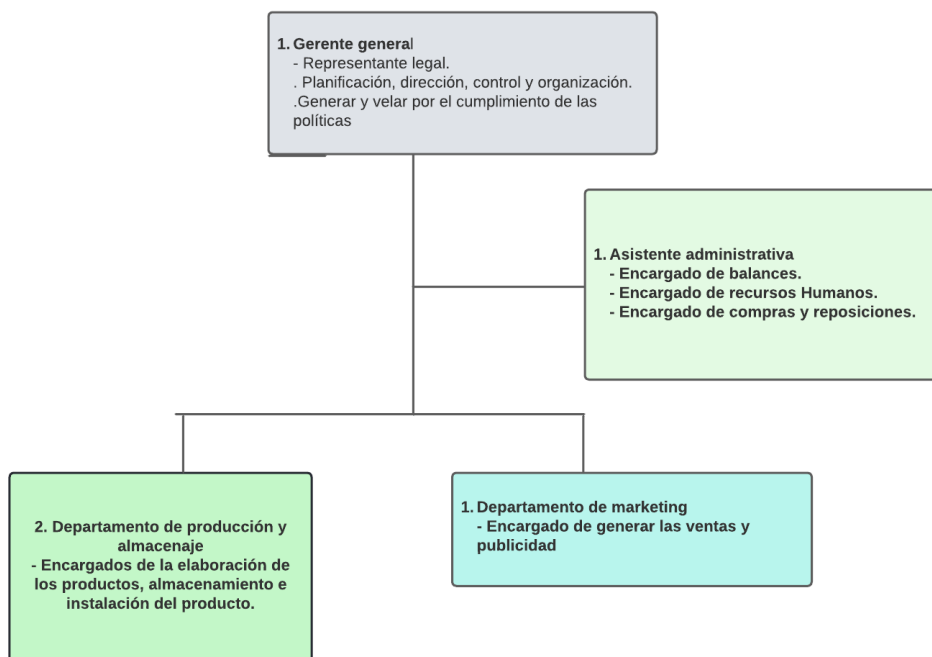 1. Gerente general
- Representante legal.
. Planificación, dirección, control y organización.
.Generar y velar por el cumplimiento de las
políticas
1. Asistente administrativa
- Encargado de balances.
- Encargado de recursos Humanos.
- Encargado de compras y reposiciones.
2. Departamento de producción y
almacenaje
- Encargados de la elaboración de
los productos, almacenamiento e
instalación del producto.
1. Departamento de marketing
- Encargado de generar las ventas y
publicidad